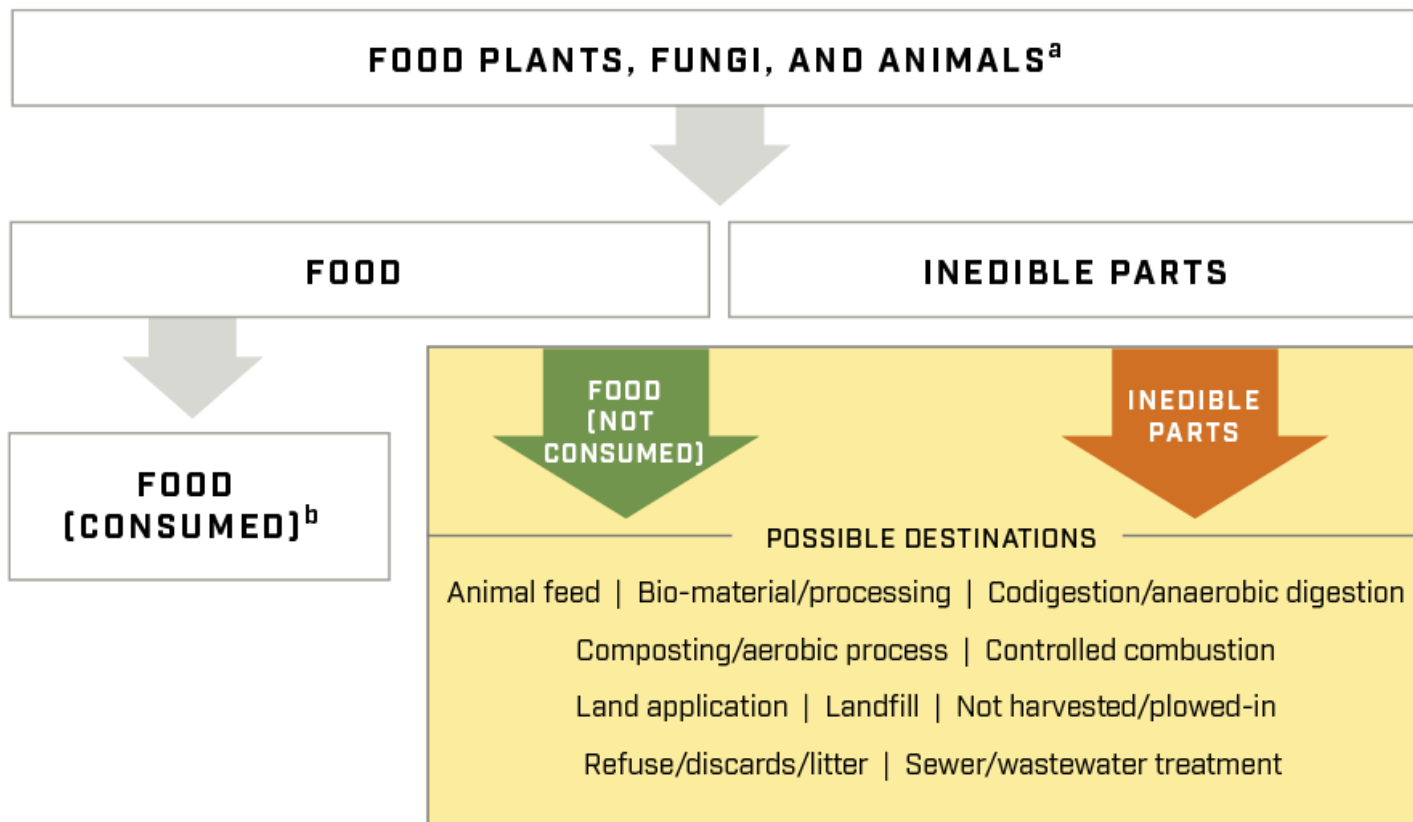 FOOD PLANTS, FUNGI, AND ANIMALSᵃ
FOOD
INEDIBLE PARTS
FOOD
(CONSUMED)ᵇ
FOOD
(NOT
CONSUMED)
INEDIBLE
PARTS
POSSIBLE DESTINATIONS
Animal feed | Bio-material/processing | Codigestion/anaerobic digestion
Composting/aerobic process | Controlled combustion
Land application | Landfill | Not harvested/plowed-in
Refuse/discards/litter | Sewer/wastewater treatment